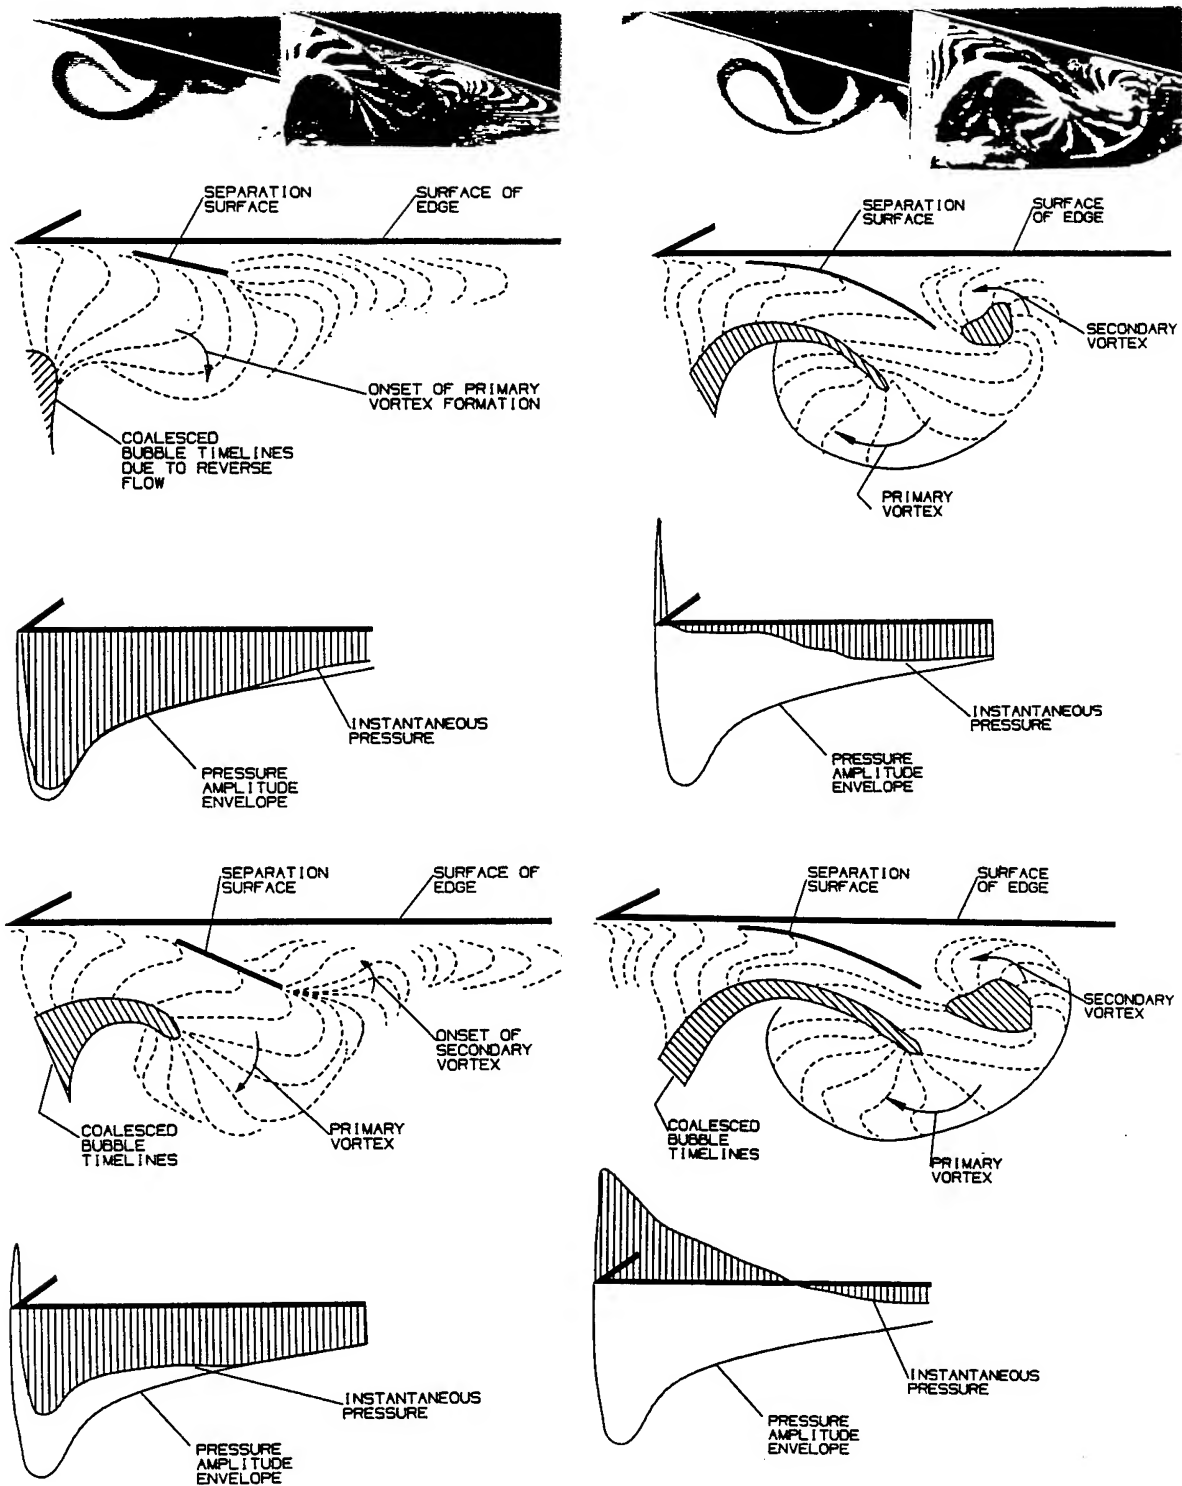 SEPARATION
SURFACE
SURFACE OF
EDGE
ONSET OF PRIMARY
VORTEX FORMATION
COALESCED
BUBBLE TIMELINES
DUE TO REVERSE
FLOW
SEPARATION
SURFACE
SURFACE
OF EDGE
SECONDARY
VORTEX
PRIMARY
VORTEX
INSTANTANEOUS
PRESSURE
PRESSURE
AMPLITUDE
ENVELOPE
INSTANTANEOUS
PRESSURE
PRESSURE
AMPLITUDE
ENVELOPE
SEPARATION
SURFACE
SURFACE OF
EDGE
ONSET OF
SECONDARY
VORTEX
COALESCED
BUBBLE
TIMELINES
PRIMARY
VORTEX
SEPARATION
SURFACE
SURFACE
OF EDGE
SECONDARY
VORTEX
COALESCED
BUBBLE
TIMELINES
PRIMARY
VORTEX
INSTANTANEOUS
PRESSURE
PRESSURE
AMPLITUDE
ENVELOPE
INSTANTANEOUS
PRESSURE
PRESSURE
AMPLITUDE
ENVELOPE